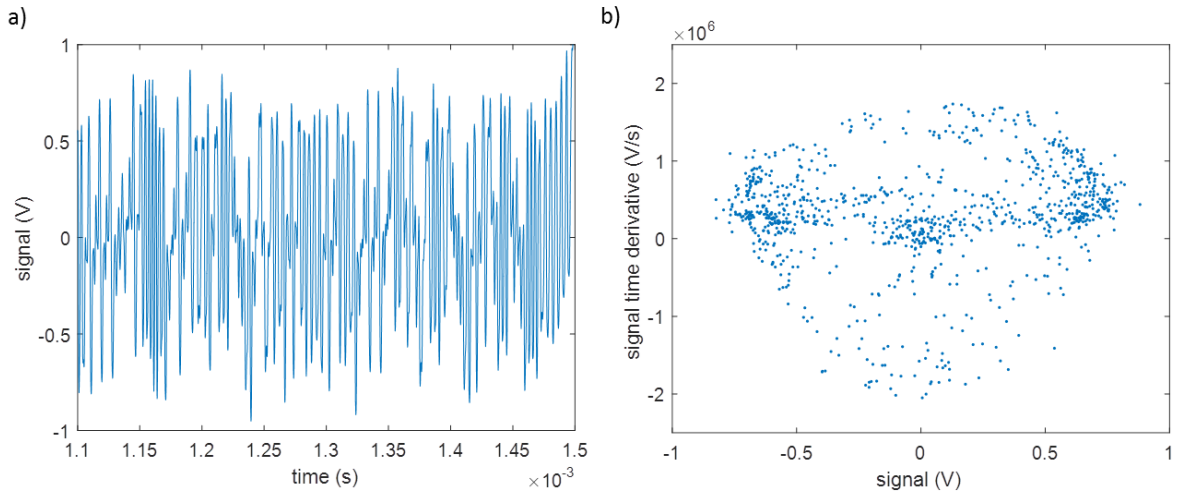 a)
1
0.5
0
-0.5
-1
signal (V)
1.1 1.15 1.2 1.25 1.3 1.35 1.4 1.45 1.5
time (s)
×10⁻³
b)
×10⁶
2
1
0
-1
-2
signal time derivative (V/s)
-1 -0.5 0 0.5 1
signal (V)